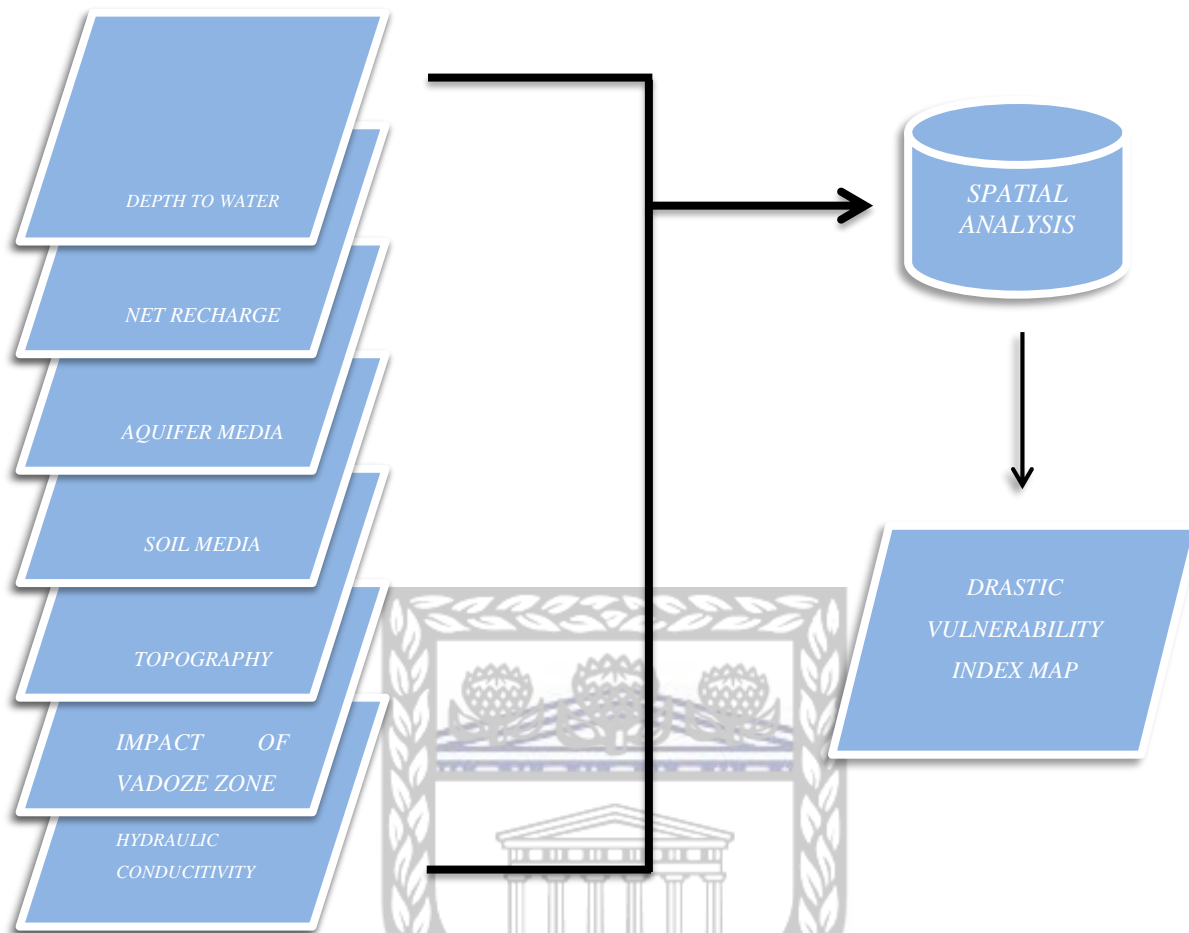 DEPTH TO WATER
NET RECHARGE
AQUIFER MEDIA
SOIL MEDIA
TOPOGRAPHY
IMPACT OF
VADOZE ZONE
HYDRAULIC
CONDUCITIVITY
SPATIAL
ANALYSIS
DRASTIC
VULNERABILITY
INDEX MAP